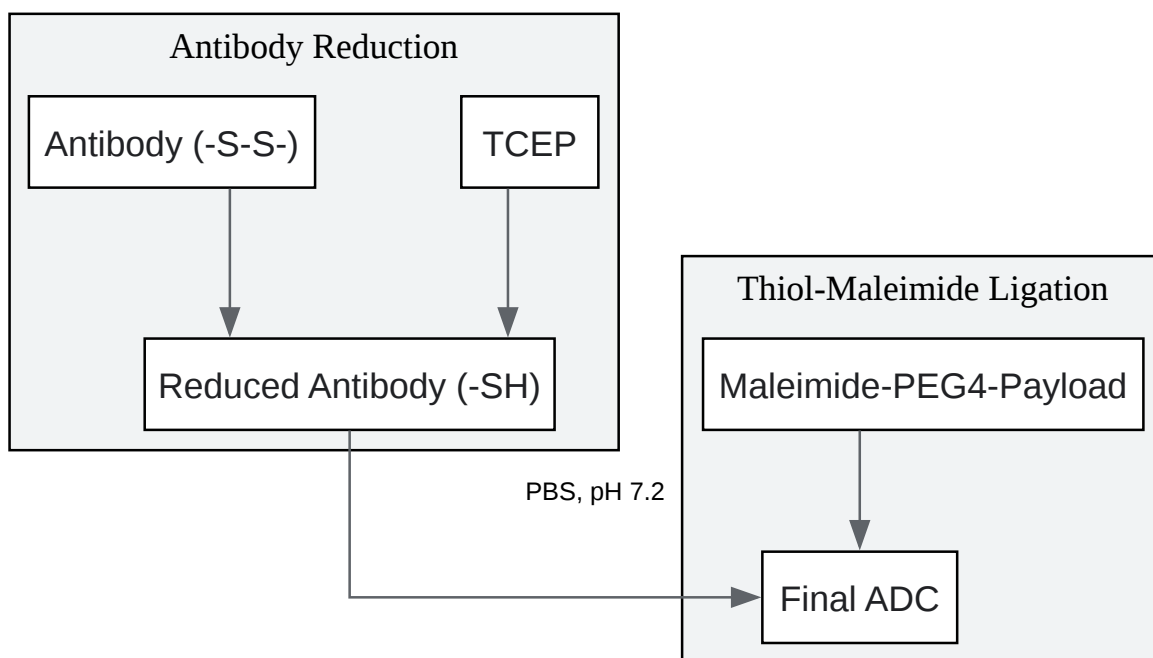 Antibody Reduction
Antibody (-S-S-)
TCEP
Reduced Antibody (-SH)
Thiol-Maleimide Ligation
Maleimide-PEG4-Payload
PBS, pH 7.2
Final ADC